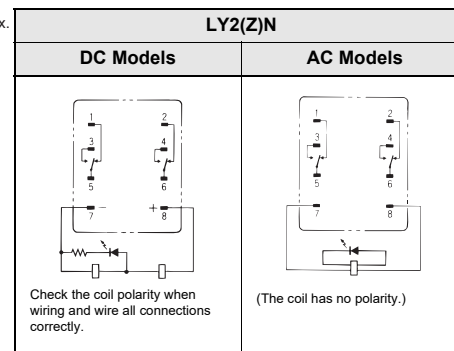 x.
LY2(Z)N
DC Models
AC Models
1 2
3 4
5 6
7 − + 8
Check the coil polarity when
wiring and wire all connections
correctly.
1 2
3 4
5 6
7 8
(The coil has no polarity.)